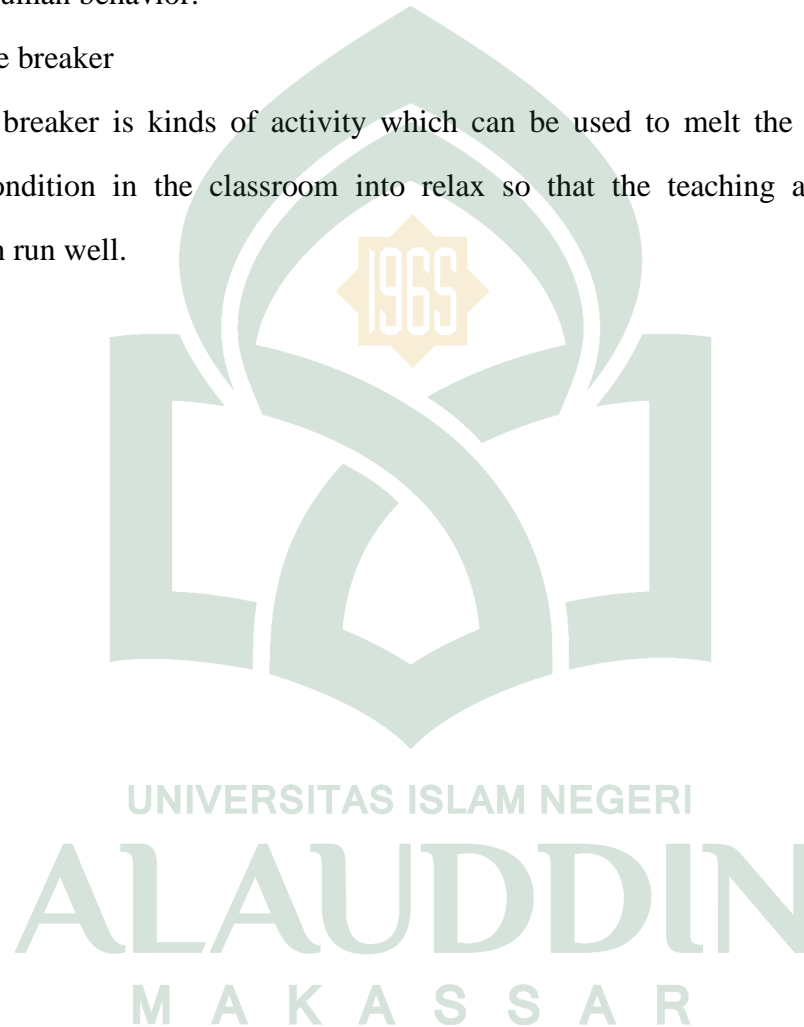 uman behavior.
e breaker
breaker is kinds of activity which can be used to melt the
ondition in the classroom into relax so that the teaching a
n run well.
1965
UNIVERSITAS ISLAM NEGERI
ALAUDDIN
MAKASSAR